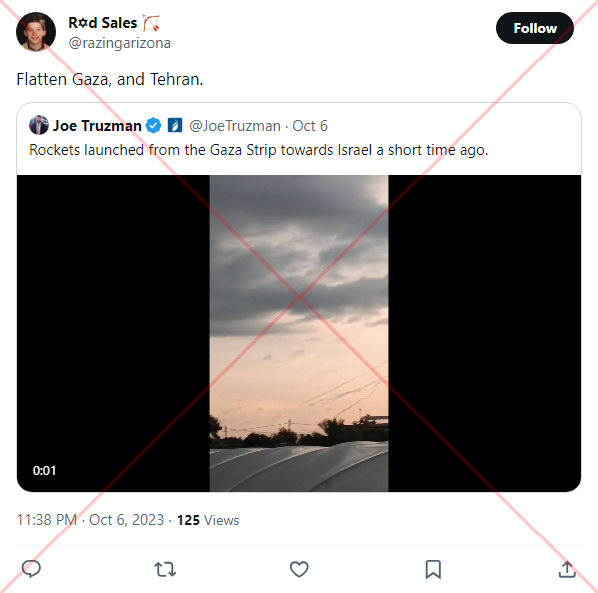 R✡d Sales 🏹
@razingarizona
Follow
Flatten Gaza, and Tehran.
Joe Truzman @JoeTruzman · Oct 6
Rockets launched from the Gaza Strip towards Israel a short time ago.
0:01
11:38 PM · Oct 6, 2023 · 125 Views